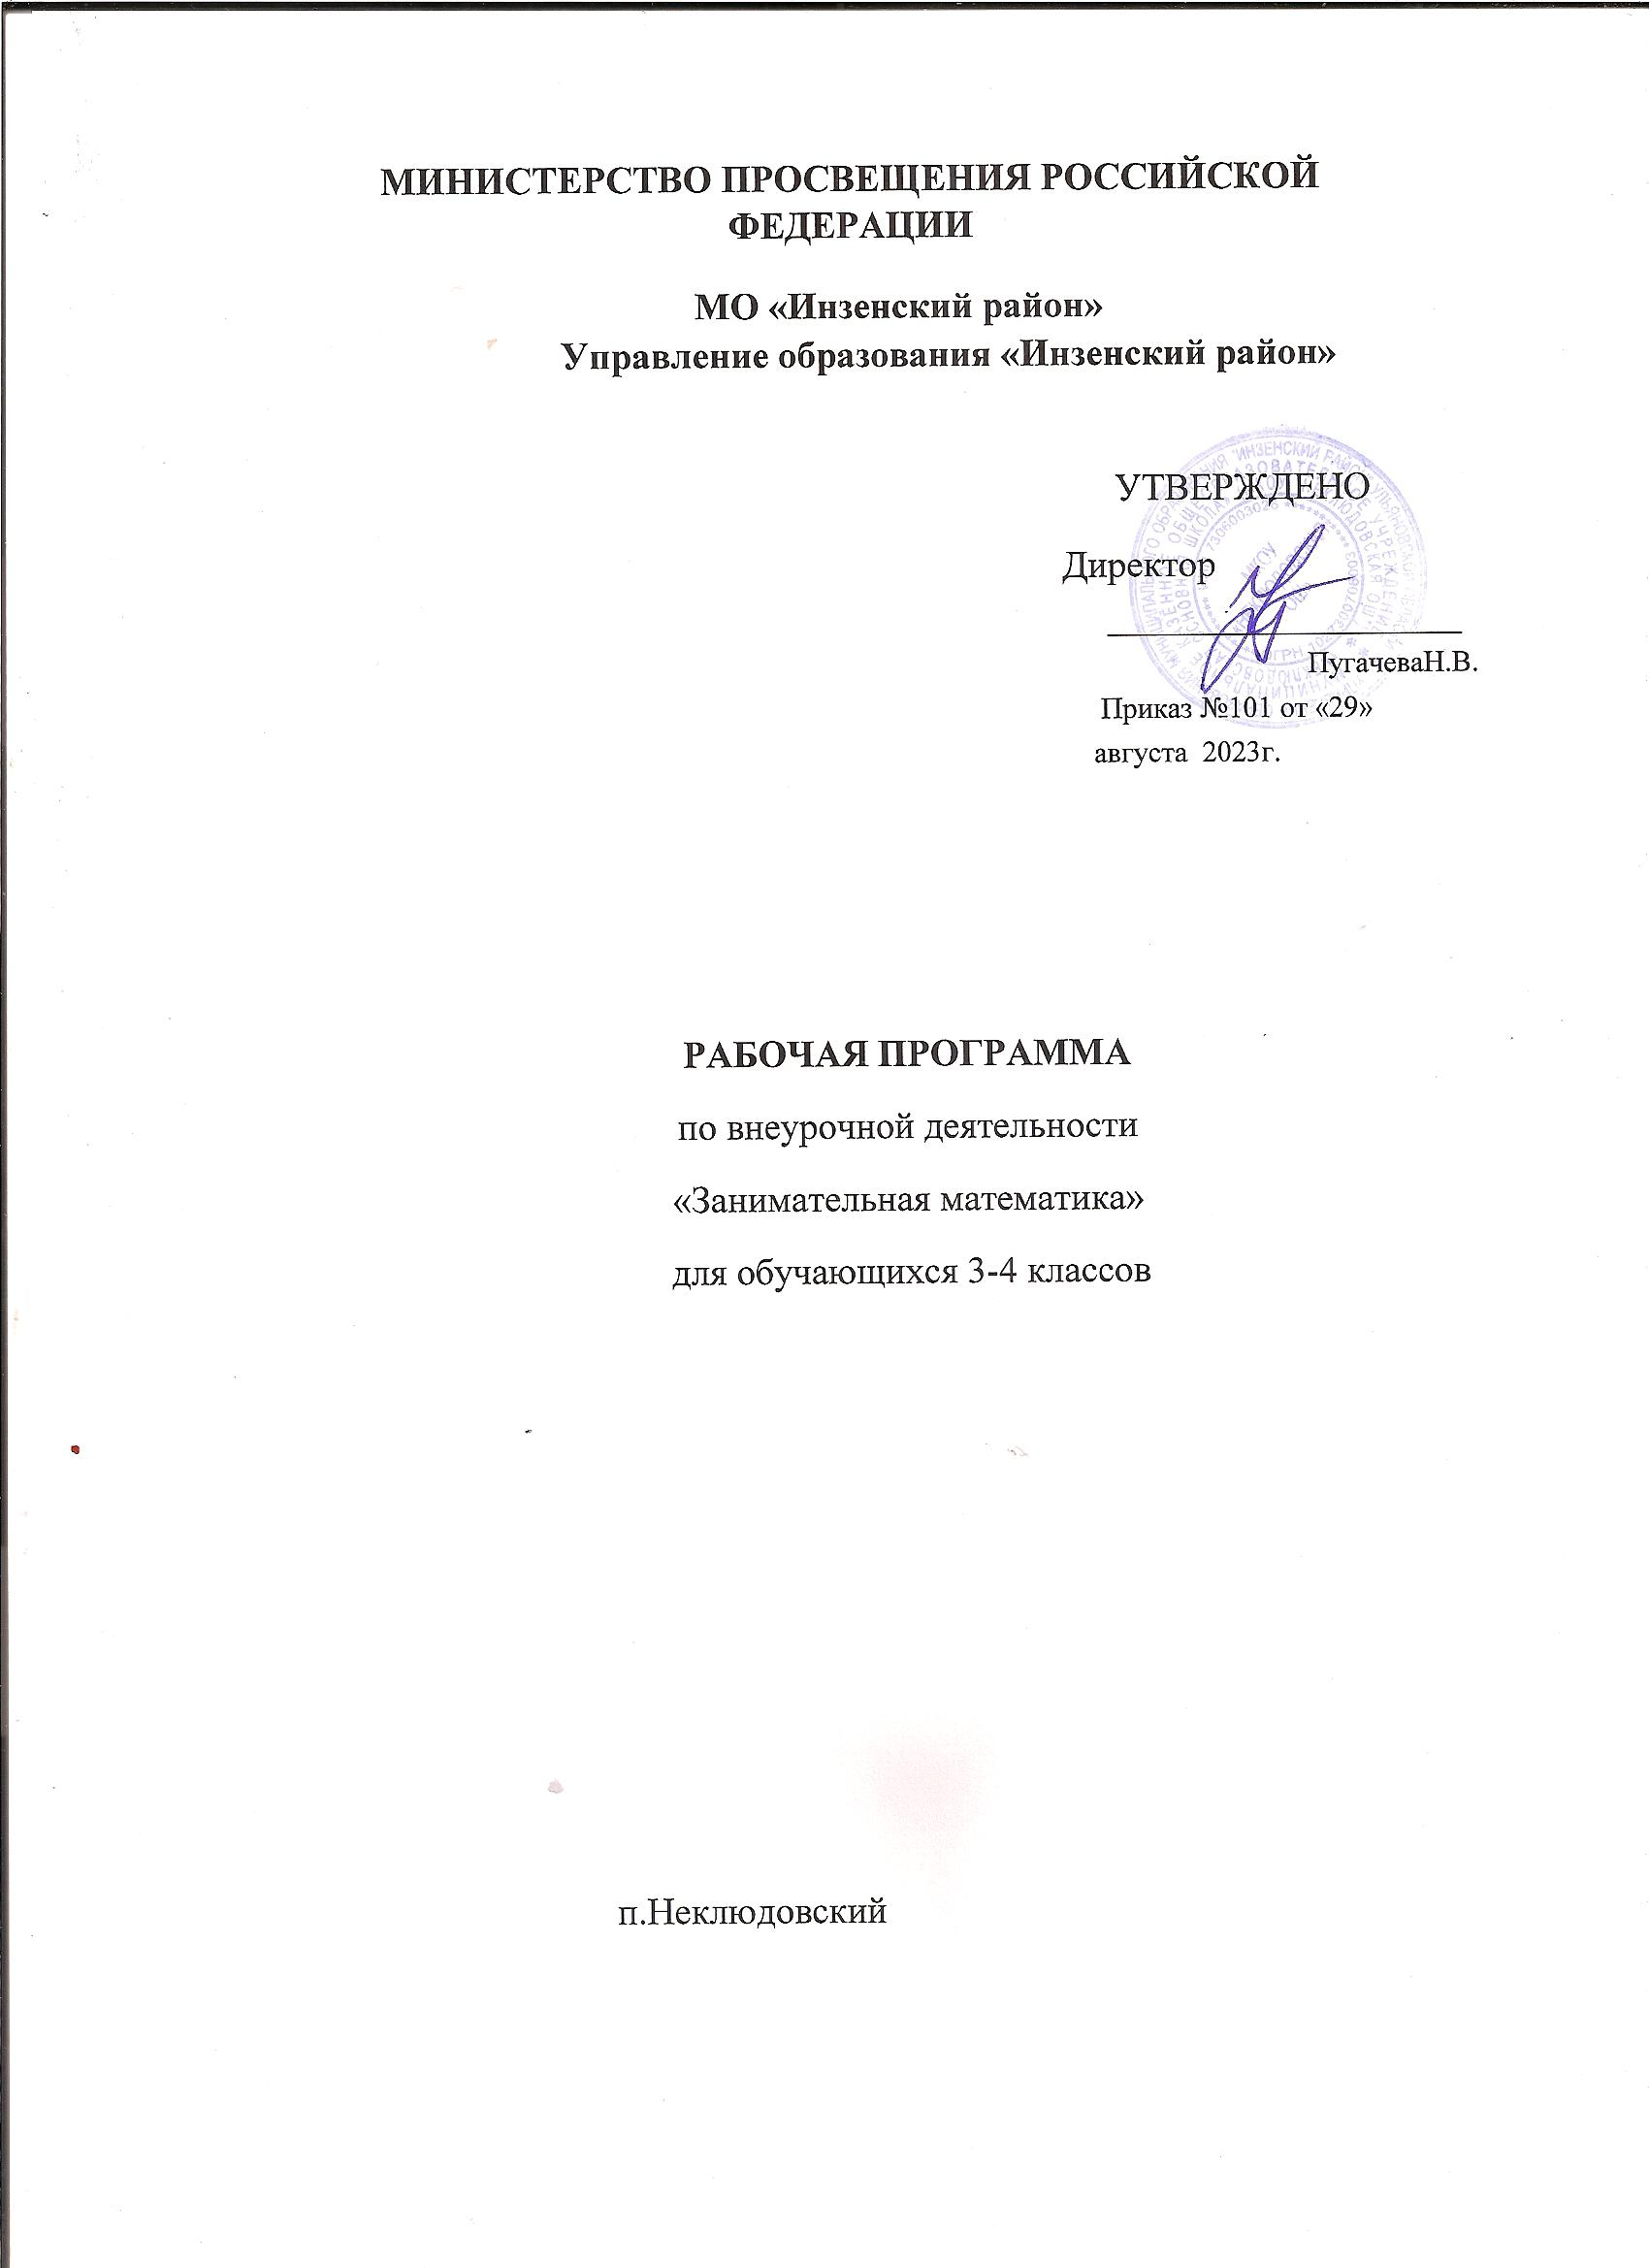 МИНИСТЕРСТВО ПРОСВЕЩЕНИЯ РОССИЙСКОЙ
ФЕДЕРАЦИИ
МО «Инзенский район»
Управление образования «Инзенский район»
УТВЕРЖДЕНО
Директор
ПугачеваН.В.
Приказ №101 от «29»
августа 2023г.
РАБОЧАЯ ПРОГРАММА
по внеурочной деятельности
«Занимательная математика»
для обучающихся 3-4 классов
п.Неклюдовский